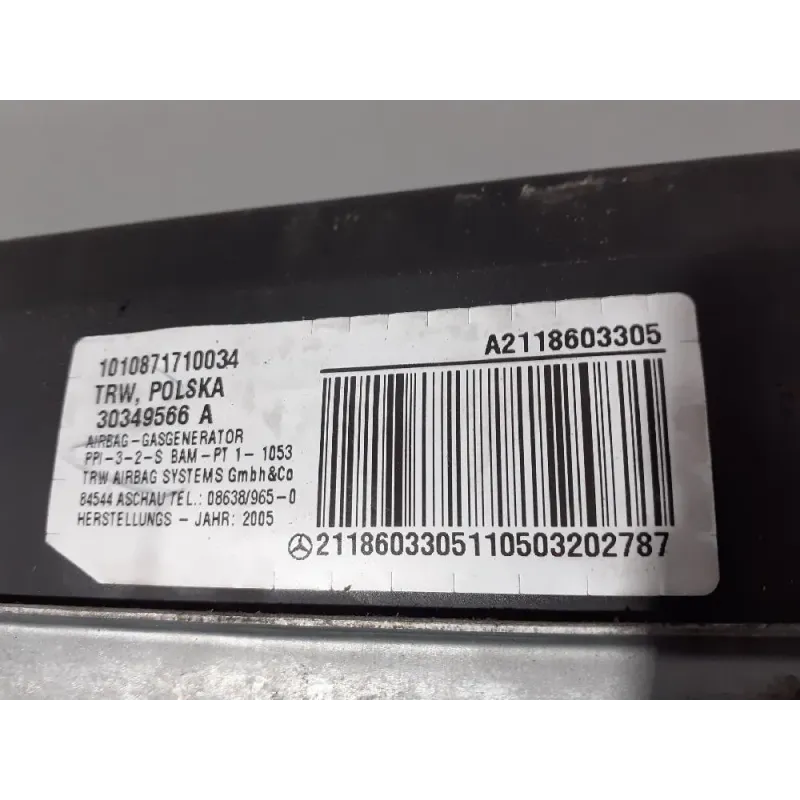 1010871710034
TRW, POLSKA
30349566 A
AIRBAG-GASGENERATOR
PPI-3-2-S BAM-PT 1- 1053
TRW AIRBAG SYSTEMS GmbH&Co
84544 ASCHAU TEL.: 08638/965-0
HERSTELLUNGS - JAHR: 2005
A2118603305
2118603305110503202787